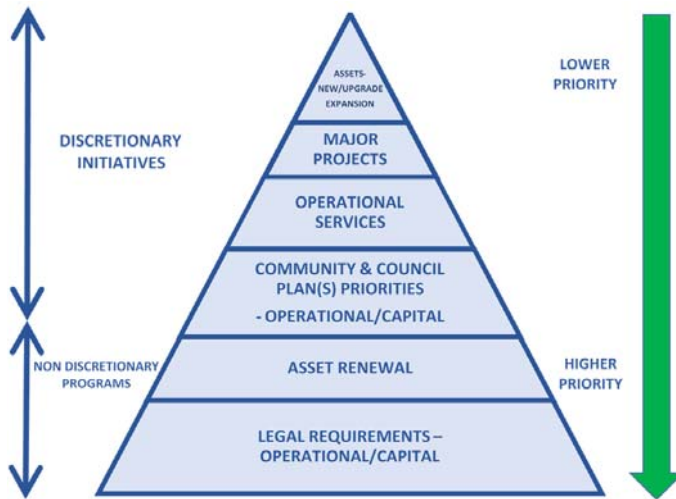 ASSETS-
NEW/UPGRADE
EXPANSION
LOWER
PRIORITY
DISCRETIONARY
INITIATIVES
MAJOR
PROJECTS
OPERATIONAL
SERVICES
COMMUNITY & COUNCIL
PLAN(S) PRIORITIES
- OPERATIONAL/CAPITAL
NON DISCRETIONARY
PROGRAMS
ASSET RENEWAL
HIGHER
PRIORITY
LEGAL REQUIREMENTS –
OPERATIONAL/CAPITAL